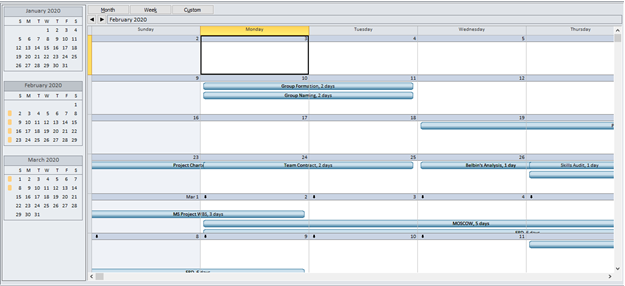 January 2020
S M T W T F S
1 2 3 4
5 6 7 8 9 10 11
12 13 14 15 16 17 18
19 20 21 22 23 24 25
26 27 28 29 30 31
February 2020
S M T W T F S
1
2 3 4 5 6 7 8
9 10 11 12 13 14 15
16 17 18 19 20 21 22
23 24 25 26 27 28 29
March 2020
S M T W T F S
1 2 3 4 5 6 7
8 9 10 11 12 13 14
15 16 17 18 19 20 21
22 23 24 25 26 27 28
29 30 31
Month Week Custom
February 2020
Sunday Monday Tuesday Wednesday Thursday
2 3 4 5
9 10 11 12
Group Formation, 2 days
Group Naming, 2 days
16 17 18 19
23 24 25 26
Project Charte Team Contract, 2 days Belbin's Analysis, 1 day Skills Audit, 1 day
Mar 1 2 3 4
MS Project WBS, 3 days
MOSCOW, 5 days
8 9 10 11